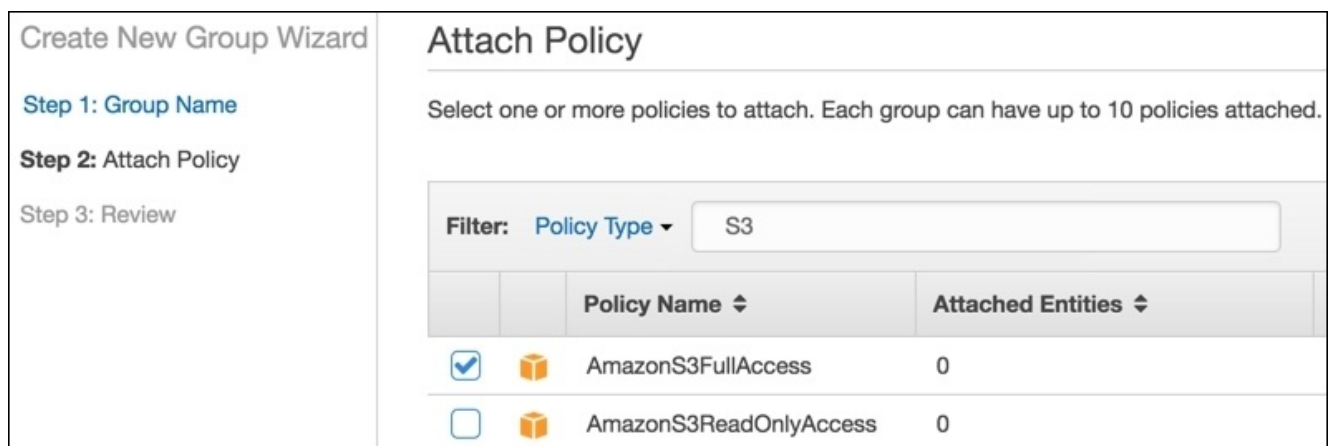 Create New Group Wizard
Step 1: Group Name
Step 2: Attach Policy
Step 3: Review
Attach Policy
Select one or more policies to attach. Each group can have up to 10 policies attached.
Filter: Policy Type S3
Policy Name Attached Entities
AmazonS3FullAccess 0
AmazonS3ReadOnlyAccess 0